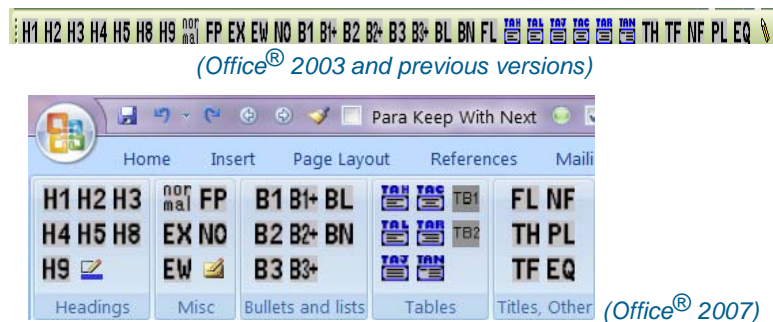 H1 H2 H3 H4 H5 H8 H9 nor mal FP EX EW NO B1 B1+ B2 B2+ B3 B3+ BL BN FL TAH TAL TAJ TAC TAR TAN TH TF NF PL EQ
(Office® 2003 and previous versions)
Para Keep With Next
Home Insert Page Layout References Maili
H1 H2 H3 nor mal FP B1 B1+ BL TAH TAC TB1 FL NF
H4 H5 H8 EX NO B2 B2+ BN TAL TAR TB2 TH PL
H9 EW B3 B3+ TAJ TAN TF EQ
Headings Misc Bullets and lists Tables Titles, Other (Office® 2007)